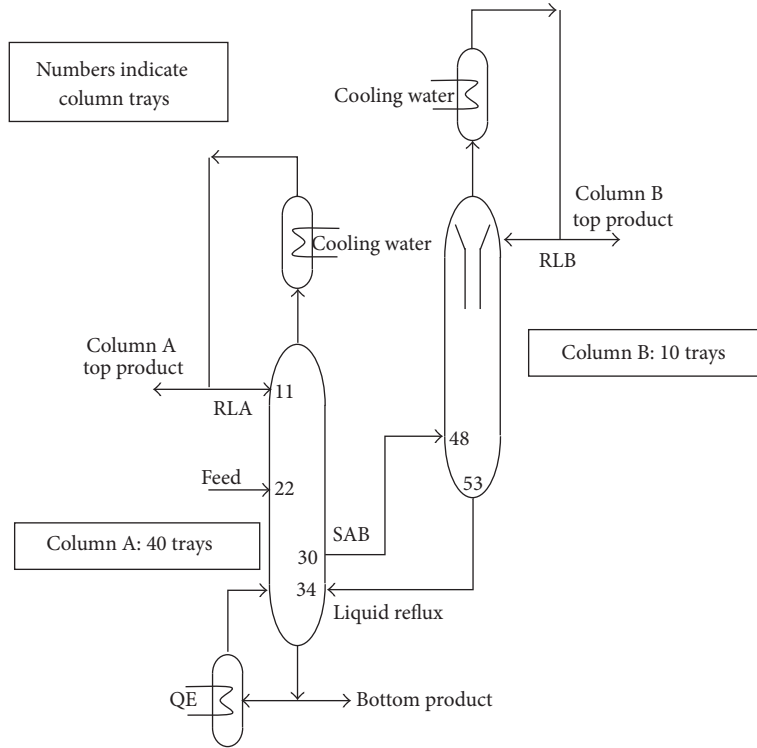 Numbers indicate
column trays
Cooling water
Column B
top product
RLB
Cooling water
Column A
top product
RLA
11
Column B: 10 trays
48
Feed
22
53
SAB
Column A: 40 trays
30
34
Liquid reflux
QE
Bottom product